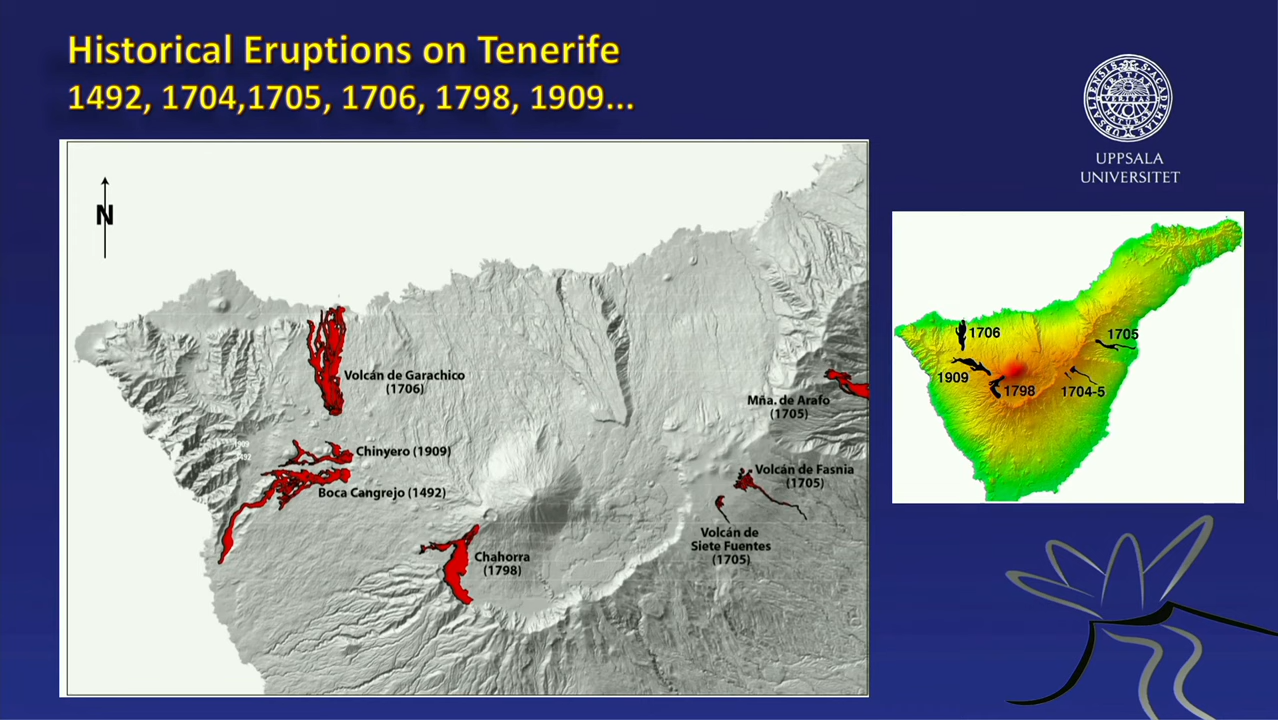 Historical Eruptions on Tenerife
1492, 1704,1705, 1706, 1798, 1909...
UPPSALA
UNIVERSITET
N
Volcán de Garachico
(1706)
Mña. de Arafo
(1705)
Chinyero (1909)
Boca Cangrejo (1492)
1909
1492
Volcán de Fasnia
(1705)
Volcán de
Siete Fuentes
(1705)
Chahorra
(1798)
1706
1705
1909
1798
1704-5